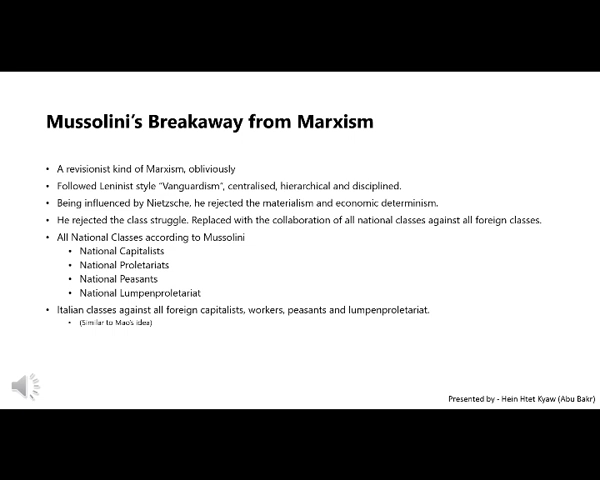 Mussolini's Breakaway from Marxism
• A revisionist kind of Marxism, obliviously
• Followed Leninist style "Vanguardism", centralised, hierarchical and disciplined.
• Being influenced by Nietzsche, he rejected the materialism and economic determinism.
• He rejected the class struggle. Replaced with the collaboration of all national classes against all foreign classes.
• All National Classes according to Mussolini
• National Capitalists
• National Proletariats
• National Peasants
• National Lumpenproletariat
• Italian classes against all foreign capitalists, workers, peasants and lumpenproletariat.
• (Similar to Mao's idea)
Presented by - Hein Htet Kyaw (Abu Bakr)